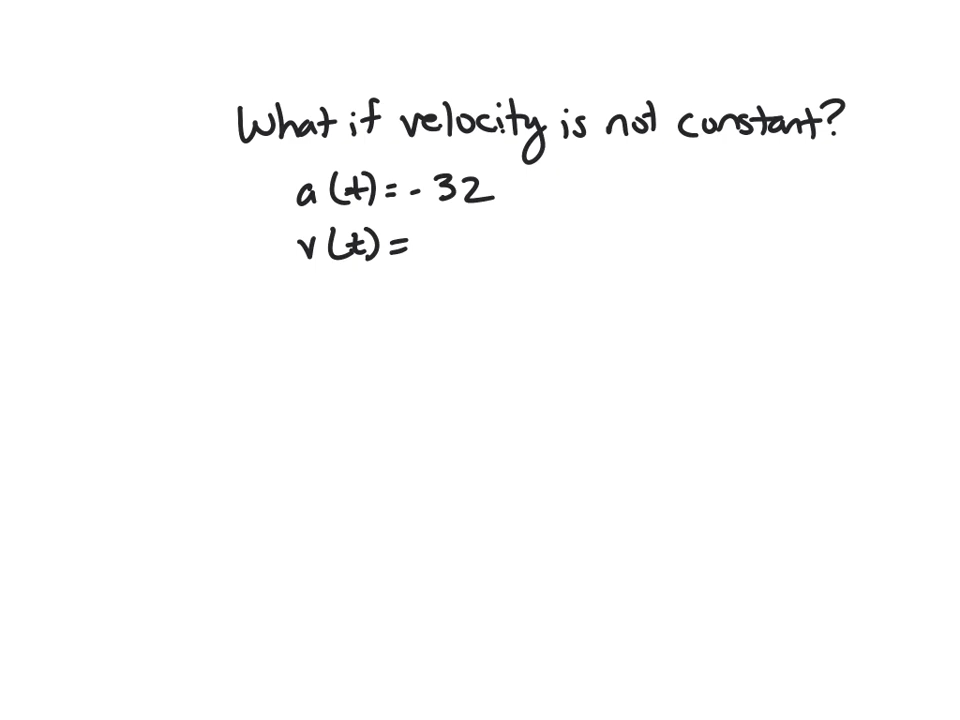 What if velocity is not constant?
a(t) = - 32
v(t) =